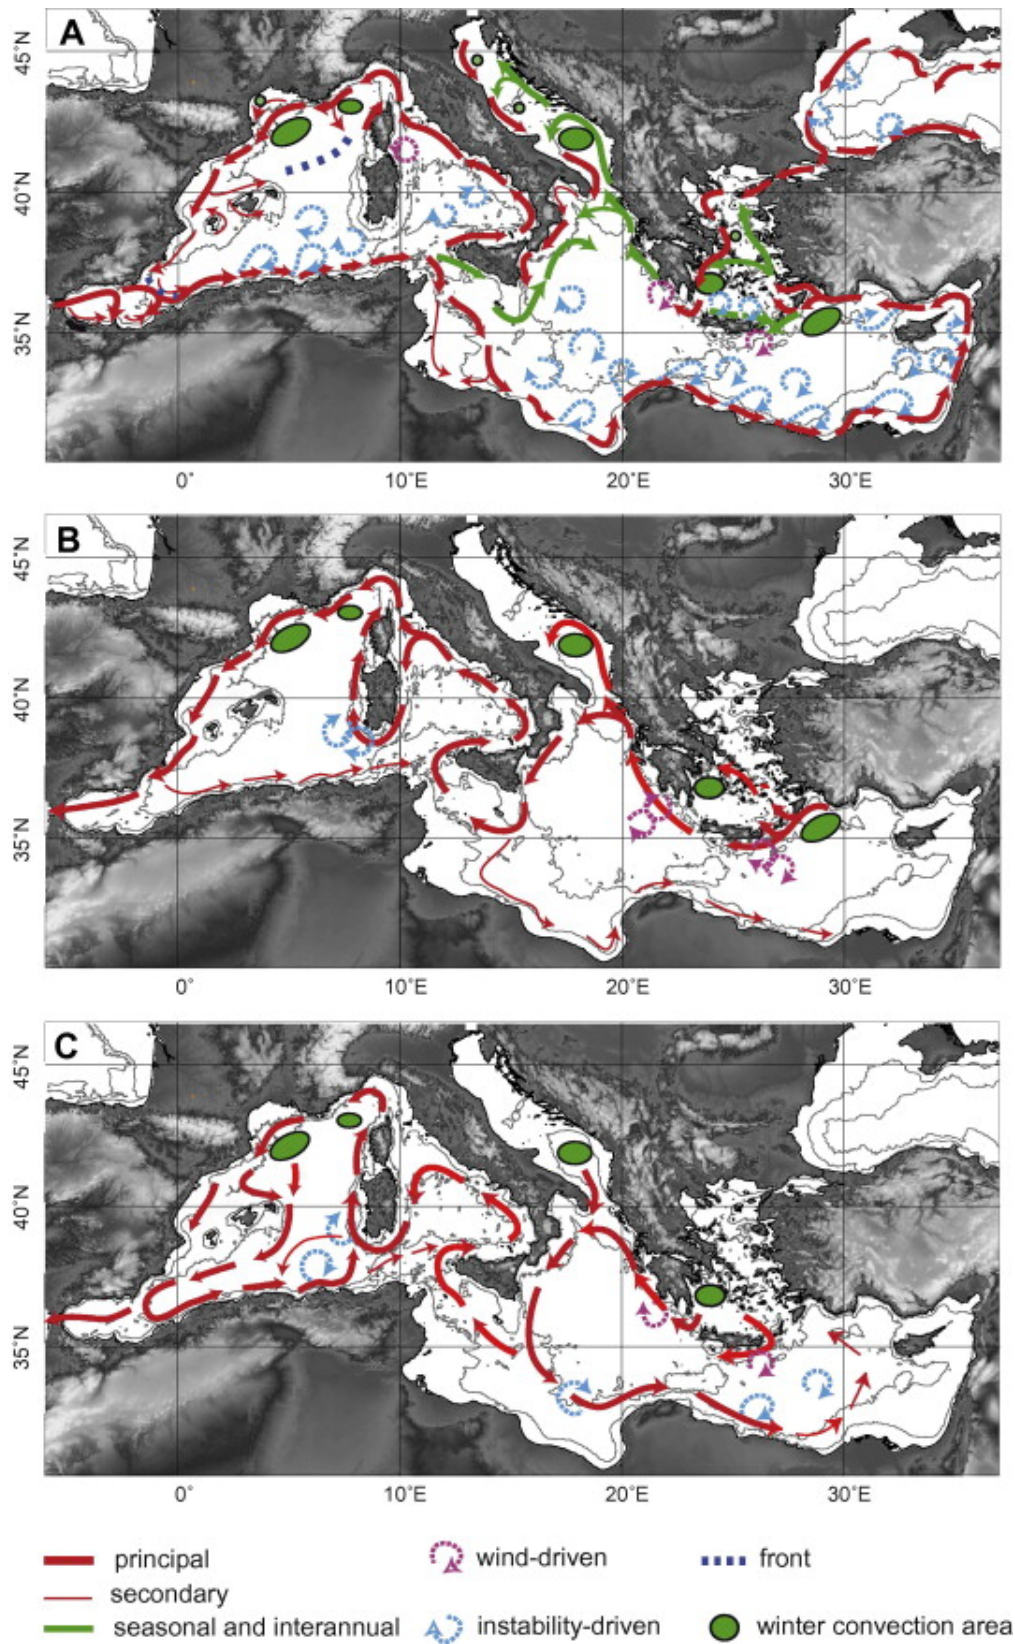 A
45°N
40°N
35°N
0°
10°E
20°E
30°E
B
45°N
40°N
35°N
0°
10°E
20°E
30°E
C
45°N
40°N
35°N
0°
10°E
20°E
30°E
principal
wind-driven
front
secondary
seasonal and interannual
instability-driven
winter convection area